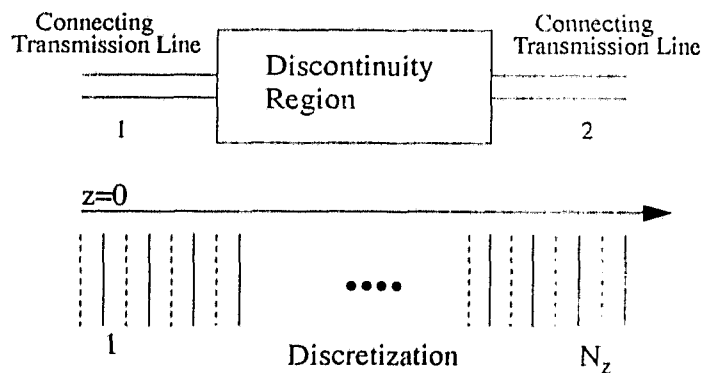 Connecting
Transmission Line
Connecting
Transmission Line
Discontinuity
Region
1
2
z=0
1
Discretization
N_z